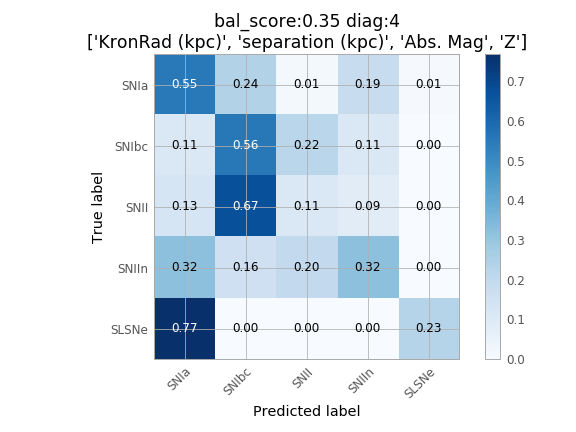 bal_score:0.35 diag:4
['KronRad (kpc)', 'separation (kpc)', 'Abs. Mag', 'Z']
SNIa 0.55 0.24 0.01 0.19 0.01
SNIbc 0.11 0.56 0.22 0.11 0.00
SNII 0.13 0.67 0.11 0.09 0.00
SNIIn 0.32 0.16 0.20 0.32 0.00
SLSNe 0.77 0.00 0.00 0.00 0.23
True label
SNIa SNIbc SNII SNIIn SLSNe
Predicted label
0.7
0.6
0.5
0.4
0.3
0.2
0.1
0.0